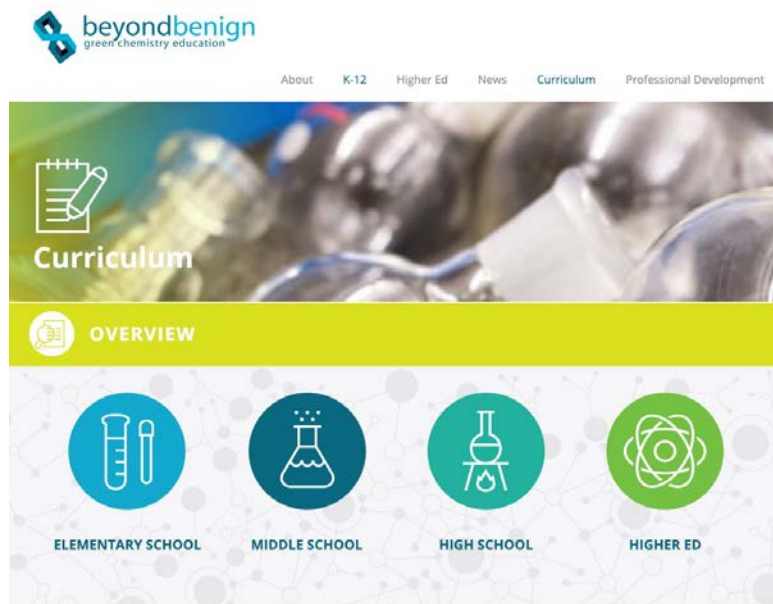 beyondbenign
green chemistry education
About K-12 Higher Ed News Curriculum Professional Development
Curriculum
OVERVIEW
ELEMENTARY SCHOOL MIDDLE SCHOOL HIGH SCHOOL HIGHER ED